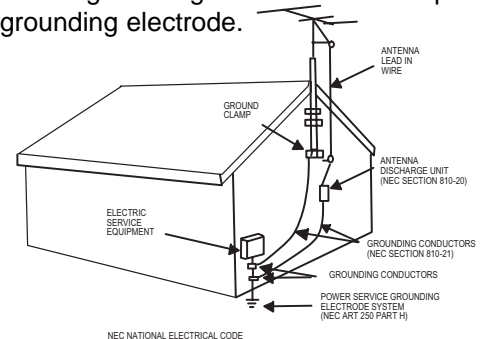 grounding electrode.
ANTENNA
LEAD IN
WIRE
GROUND
CLAMP
ANTENNA
DISCHARGE UNIT
(NEC SECTION 810-20)
ELECTRIC
SERVICE
EQUIPMENT
GROUNDING CONDUCTORS
(NEC SECTION 810-21)
GROUNDING CONDUCTORS
POWER SERVICE GROUNDING
ELECTRODE SYSTEM
(NEC ART 250 PART H)
NEC NATIONAL ELECTRICAL CODE